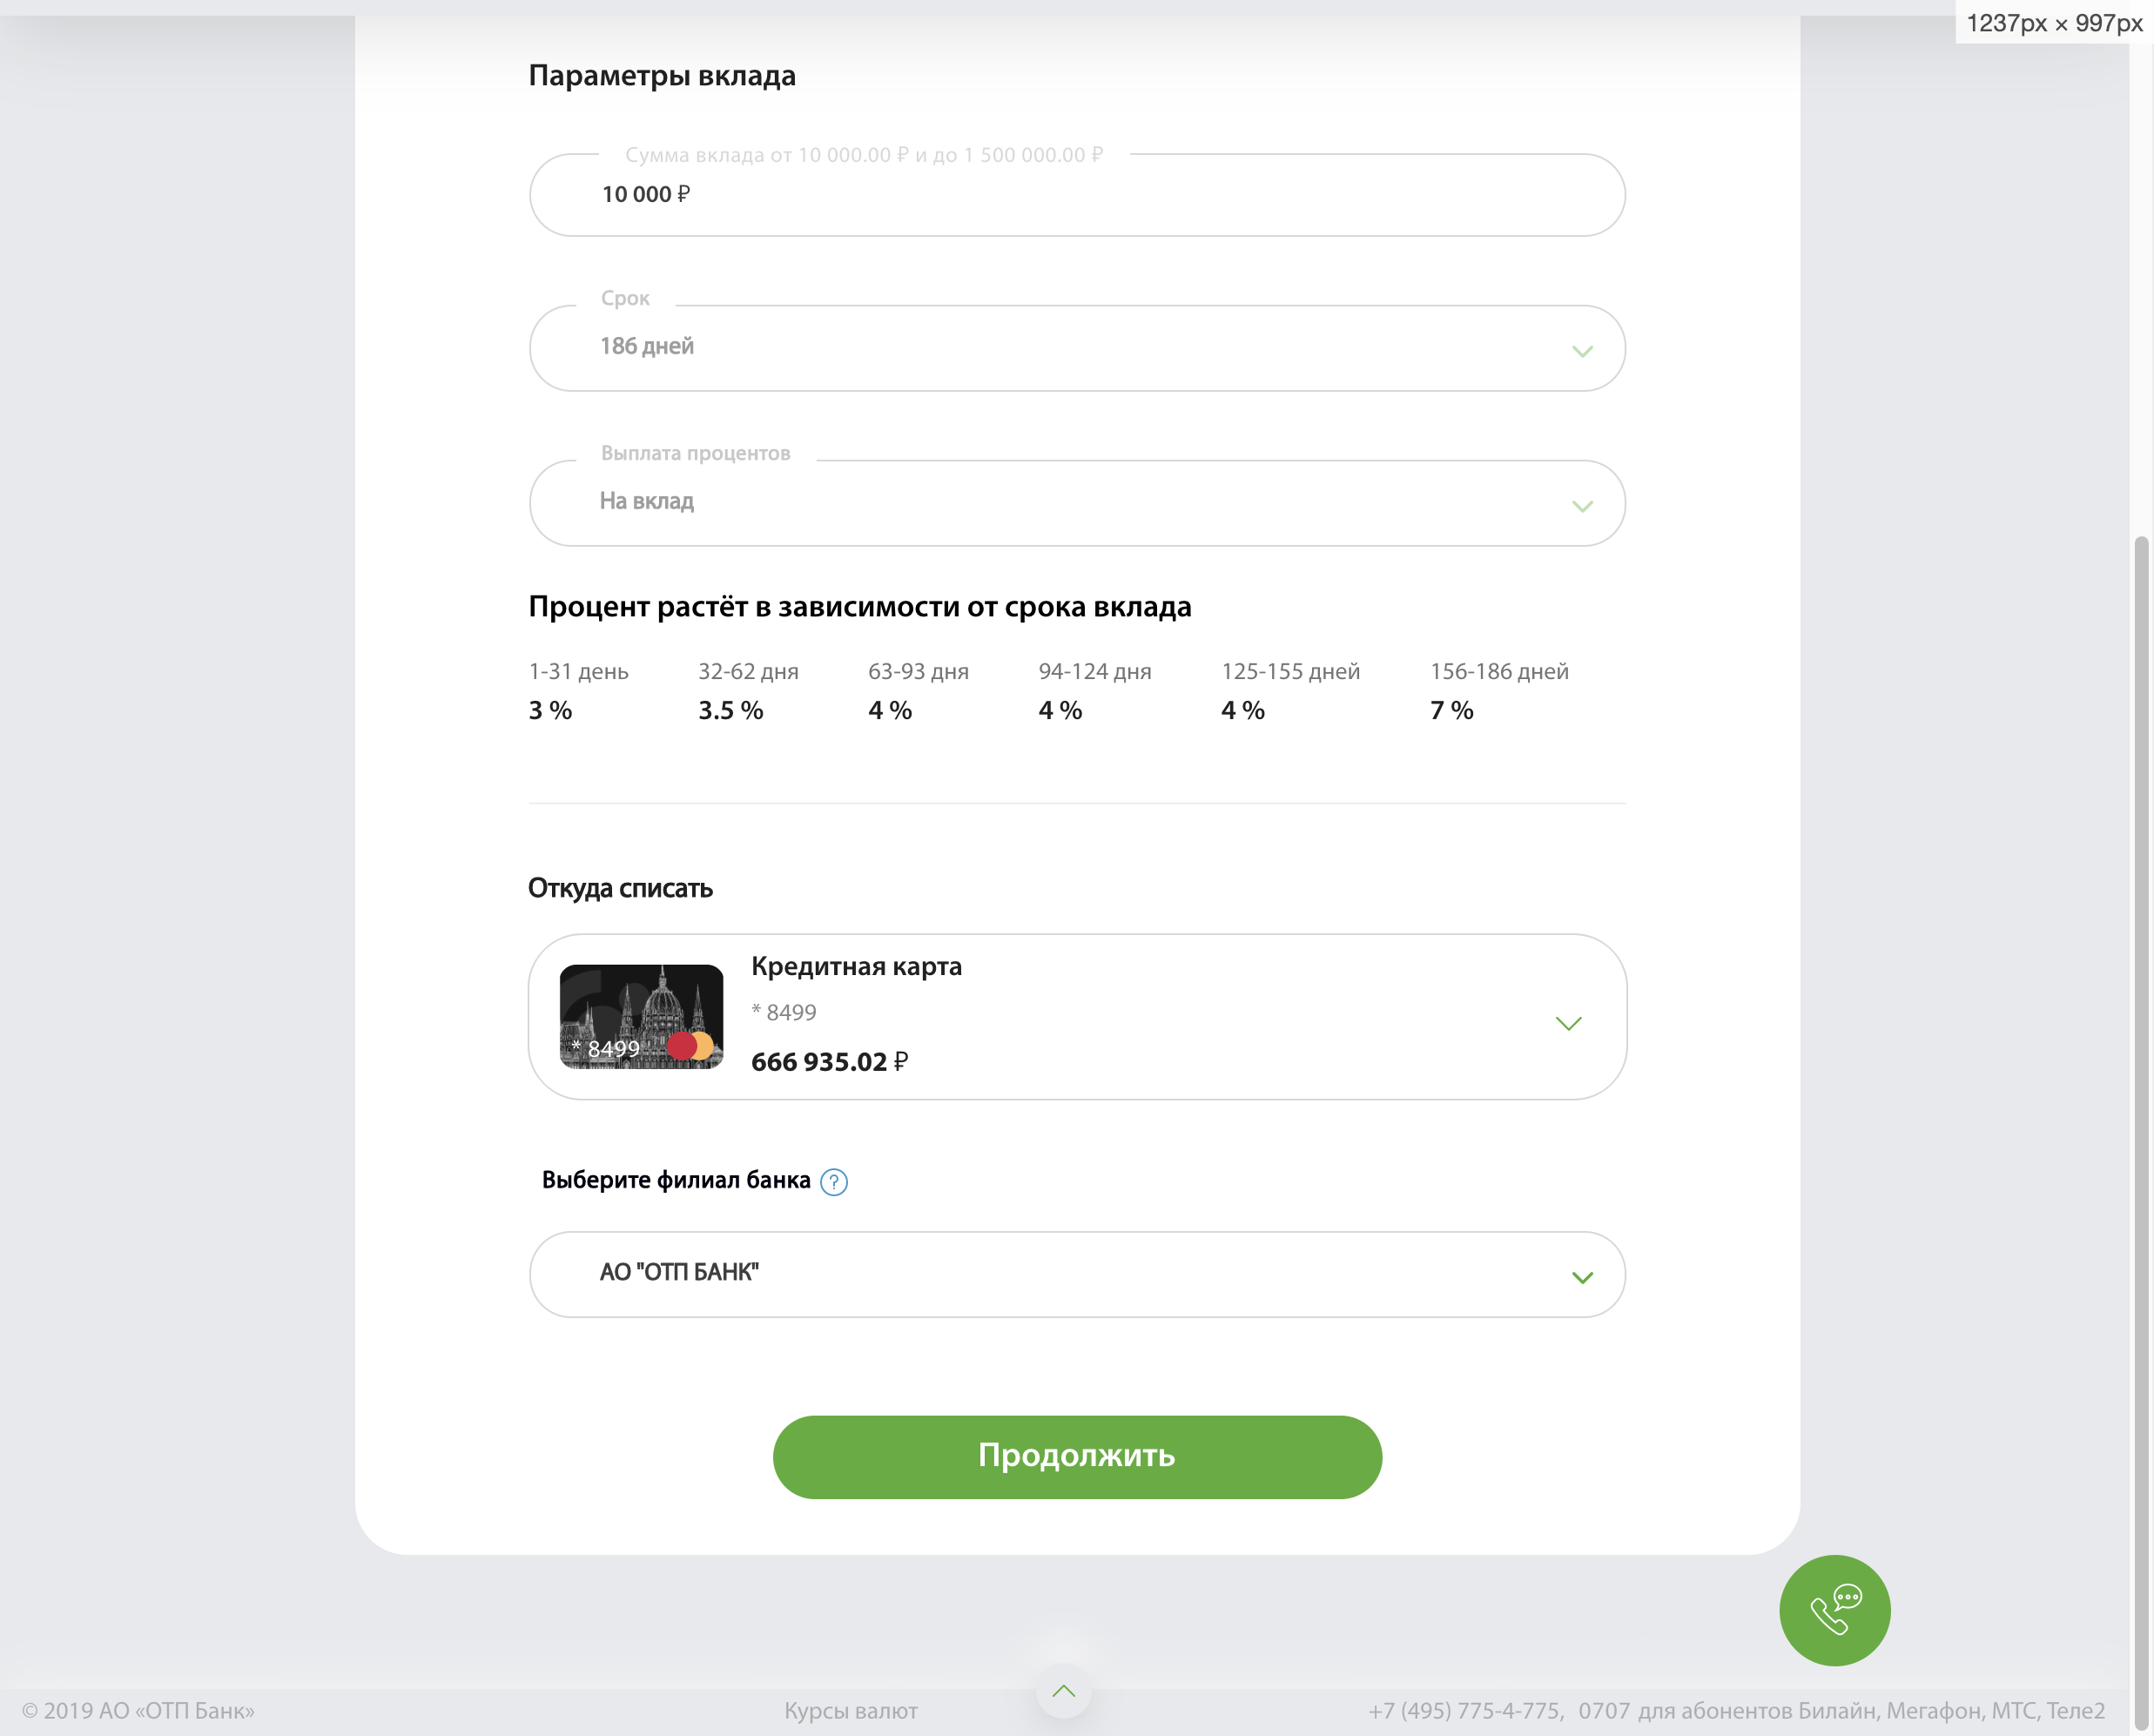 1237px × 997px
Параметры вклада
Сумма вклада от 10 000.00 ₽ и до 1 500 000.00 ₽
10 000 ₽
Срок
186 дней
Выплата процентов
На вклад
Процент растёт в зависимости от срока вклада
1-31 день 32-62 дня 63-93 дня 94-124 дня 125-155 дней 156-186 дней
3 % 3.5 % 4 % 4 % 4 % 7 %
Откуда списать
Кредитная карта
* 8499
* 8499
666 935.02 ₽
Выберите филиал банка ?
АО "ОТП БАНК"
Продолжить
© 2019 АО «ОТП Банк» Курсы валют +7 (495) 775-4-775, 0707 для абонентов Билайн, Мегафон, МТС, Теле2